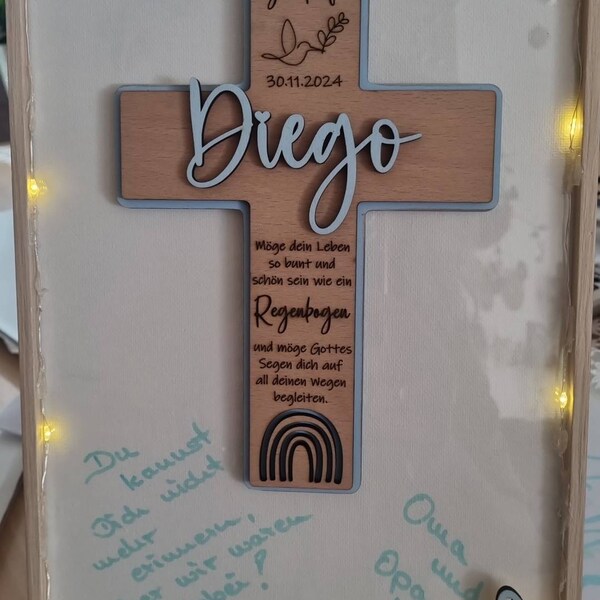 30.11.2024
Diego
Möge dein Leben
so bunt und
schön sein wie ein
Regenbogen
und möge Gottes
Segen dich auf
all deinen Wegen
begleiten.
Du
kannst
Dich nicht
mehr
erinnern,
wir waren
Oma
und
Opa